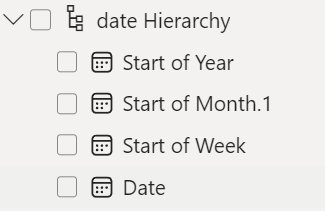 date Hierarchy
Start of Year
Start of Month.1
Start of Week
Date